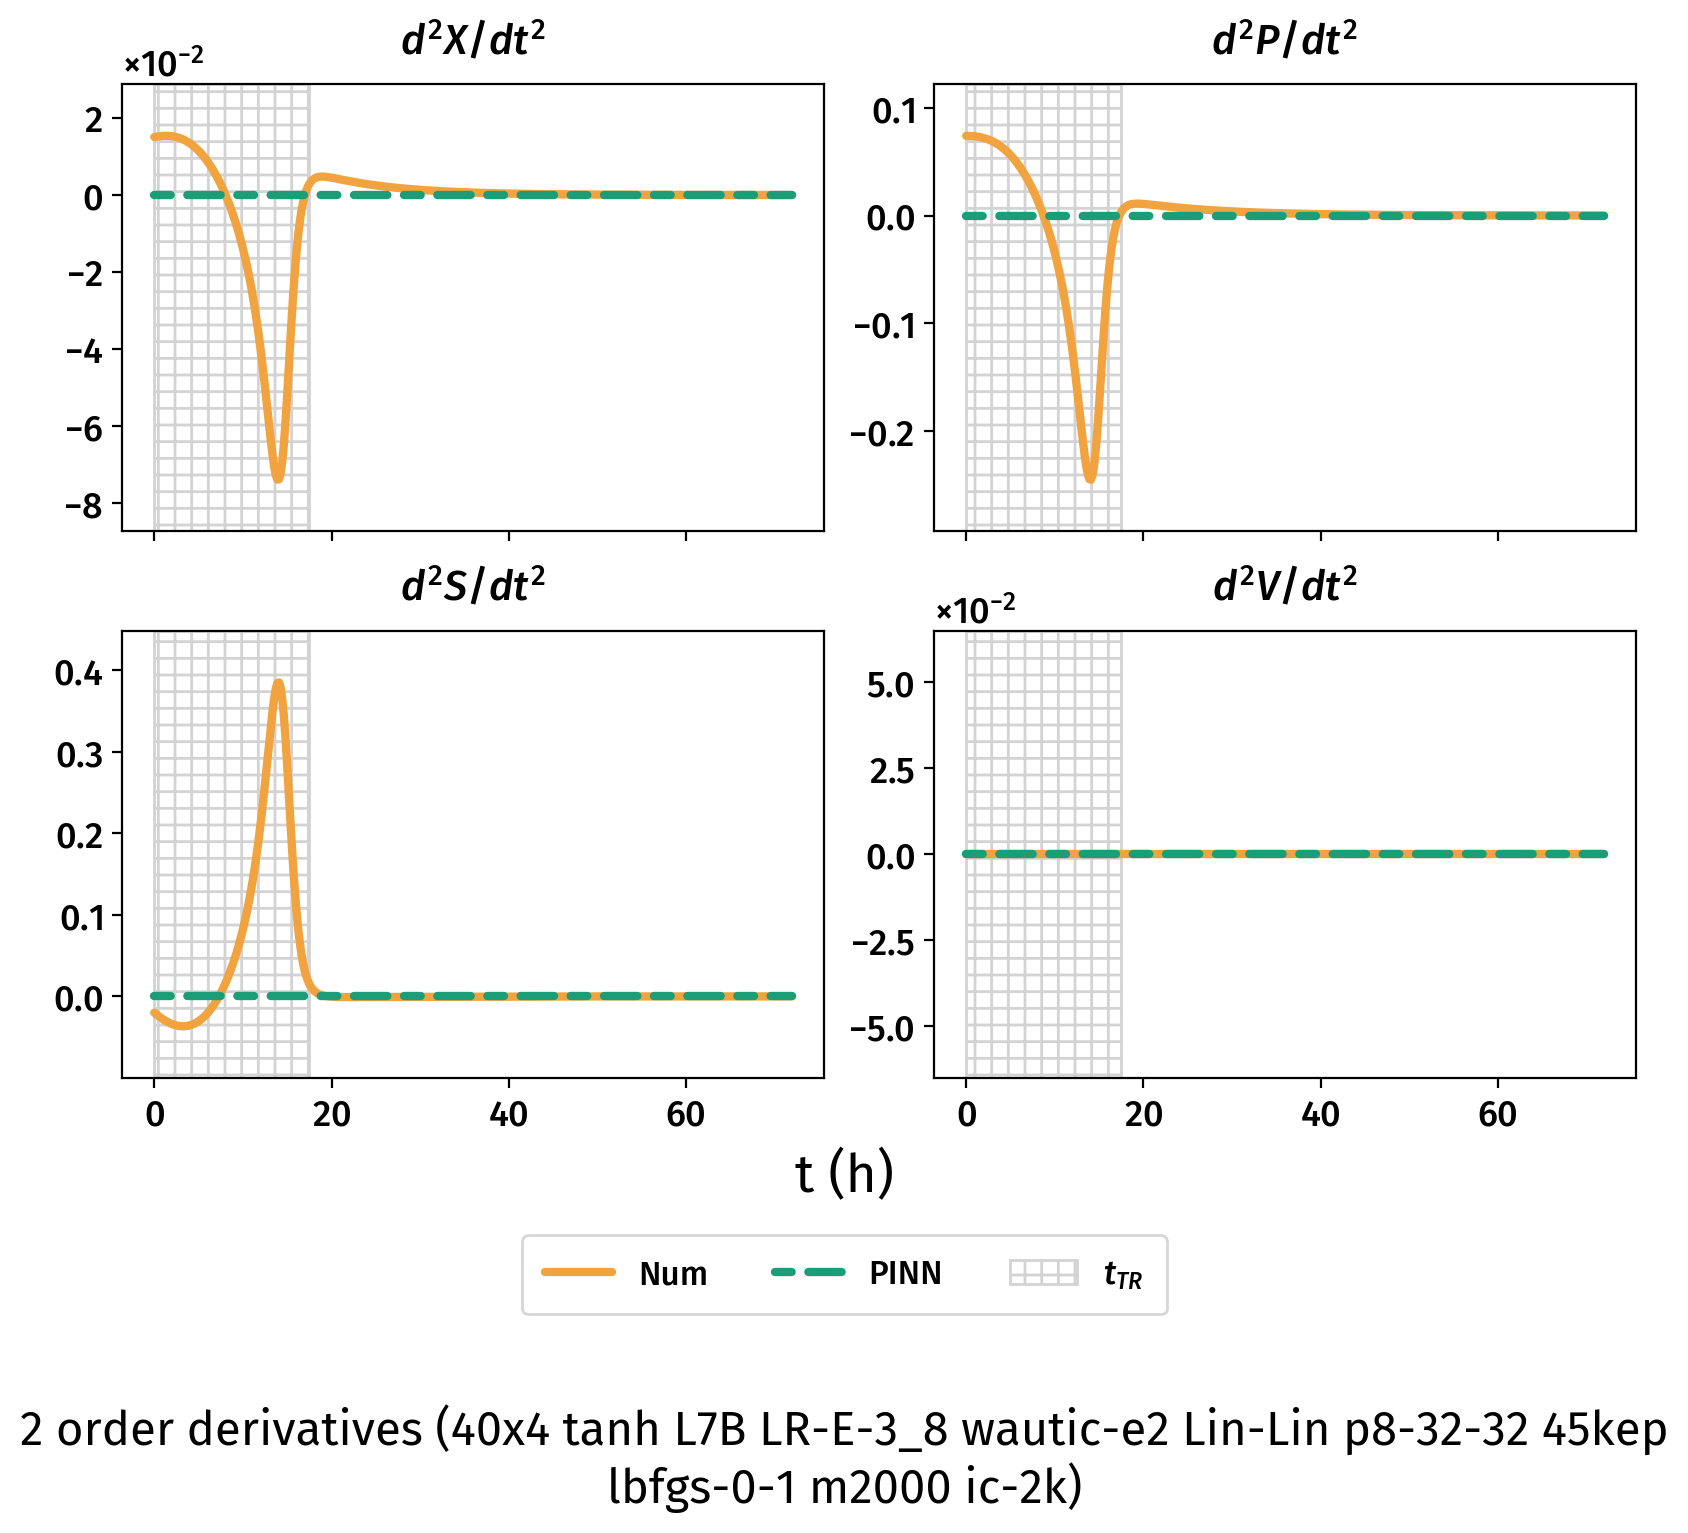 d²X/dt²
×10⁻²
2
0
−2
−4
−6
−8
d²P/dt²
0.1
0.0
−0.1
−0.2
d²S/dt²
0.4
0.3
0.2
0.1
0.0
0 20 40 60
d²V/dt²
×10⁻²
5.0
2.5
0.0
−2.5
−5.0
0 20 40 60
t (h)
Num PINN t_TR
2 order derivatives (40x4 tanh L7B LR-E-3_8 wautic-e2 Lin-Lin p8-32-32 45kep
lbfgs-0-1 m2000 ic-2k)